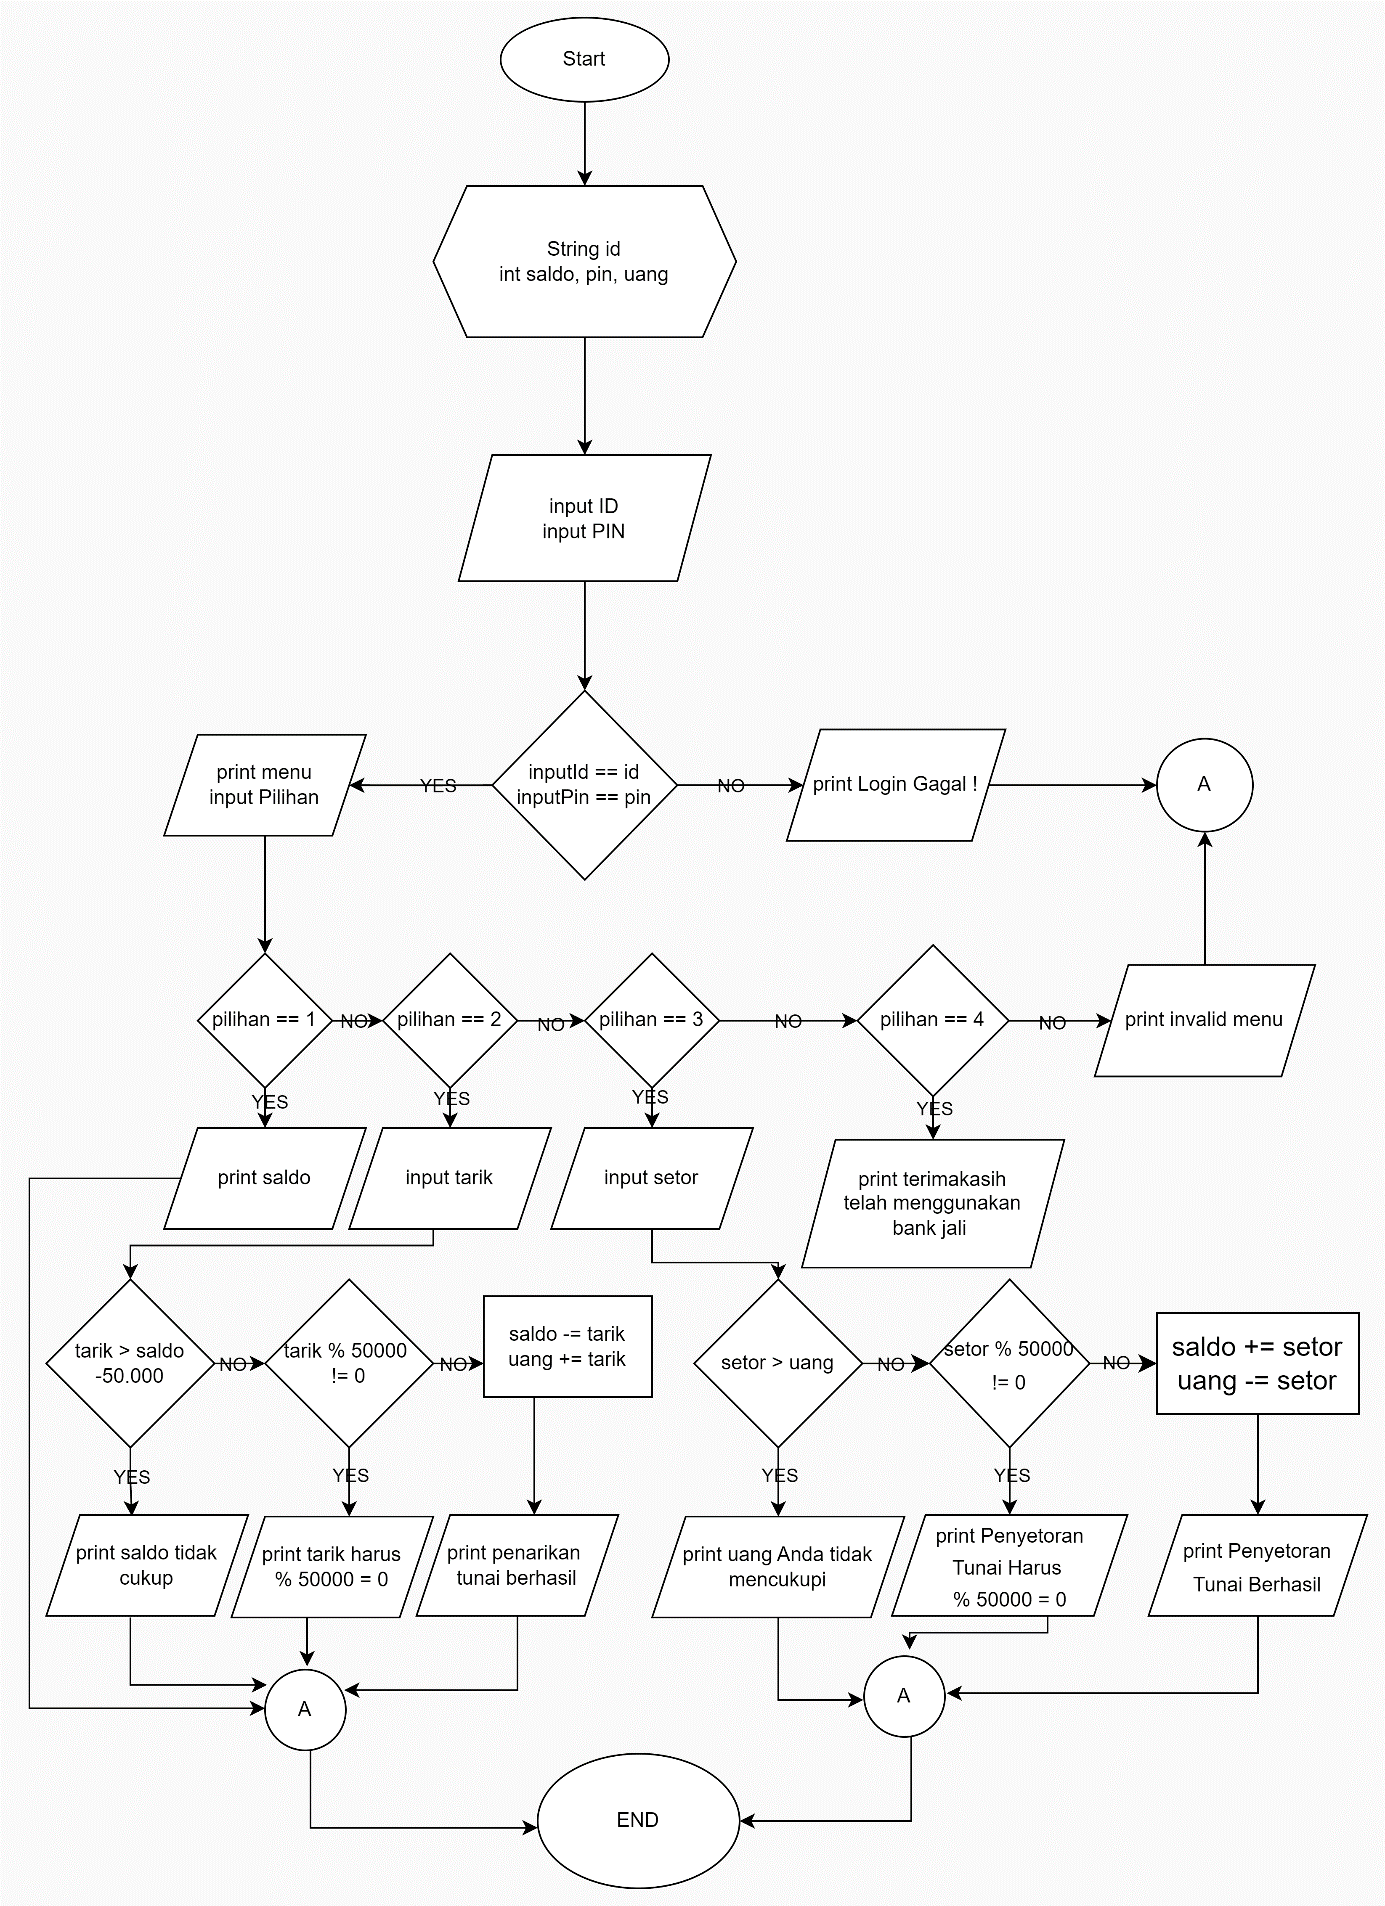 Start
String id
int saldo, pin, uang
input ID
input PIN
print menu
input Pilihan
YES
inputId == id
inputPin == pin
NO
print Login Gagal !
A
pilihan == 1
NO
pilihan == 2
NO
pilihan == 3
NO
pilihan == 4
NO
print invalid menu
YES
YES
YES
YES
print saldo
input tarik
input setor
print terimakasih
telah menggunakan
bank jali
tarik > saldo
-50.000
NO
tarik % 50000
!= 0
NO
saldo -= tarik
uang += tarik
setor > uang
NO
setor % 50000
!= 0
NO
saldo += setor
uang -= setor
YES
YES
YES
YES
print saldo tidak
cukup
print tarik harus
% 50000 = 0
print penarikan
tunai berhasil
print uang Anda tidak
mencukupi
print Penyetoran
Tunai Harus
% 50000 = 0
print Penyetoran
Tunai Berhasil
A
A
END